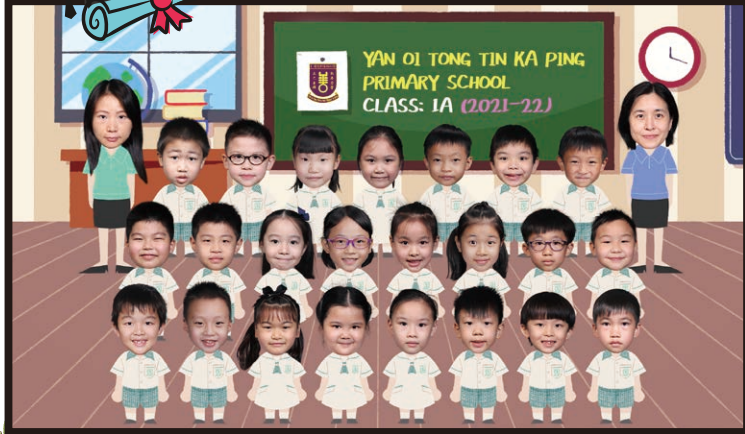 YAN OI TONG TIN KA PING
PRIMARY SCHOOL
CLASS: 1A (2021-22)